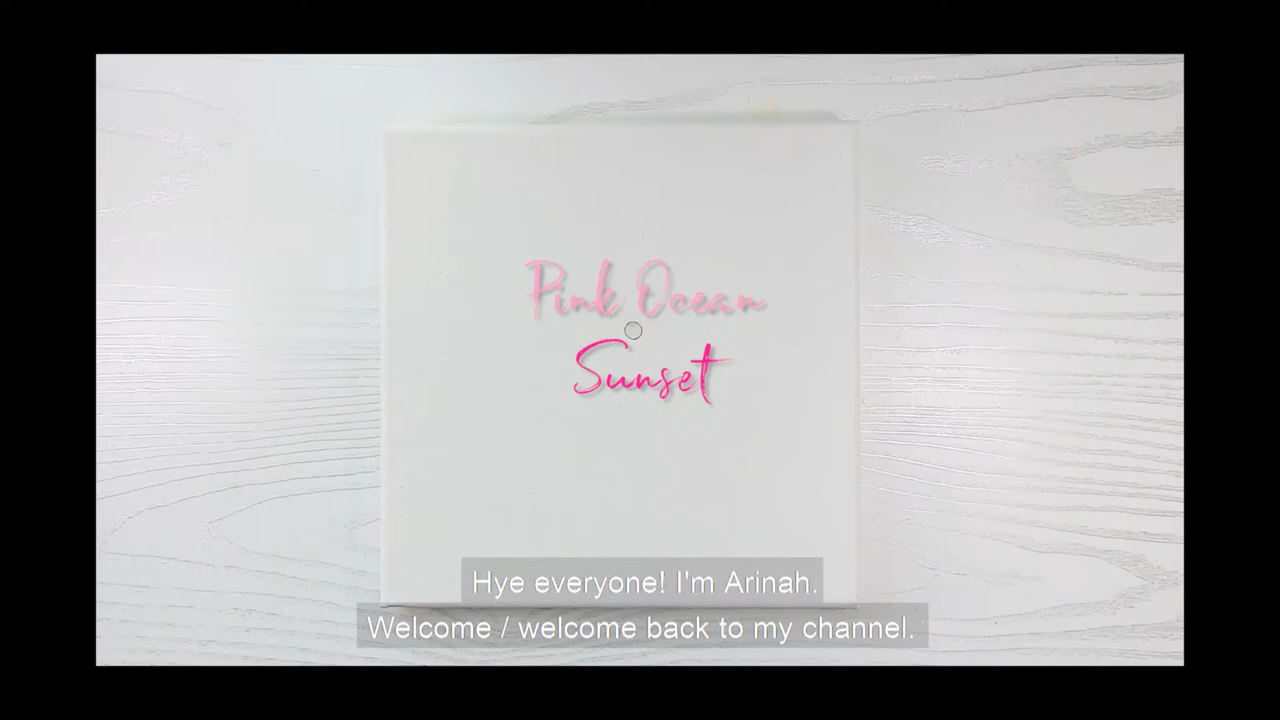 Pink Ocean
Sunset
Hye everyone! I'm Arinah.
Welcome / welcome back to my channel.